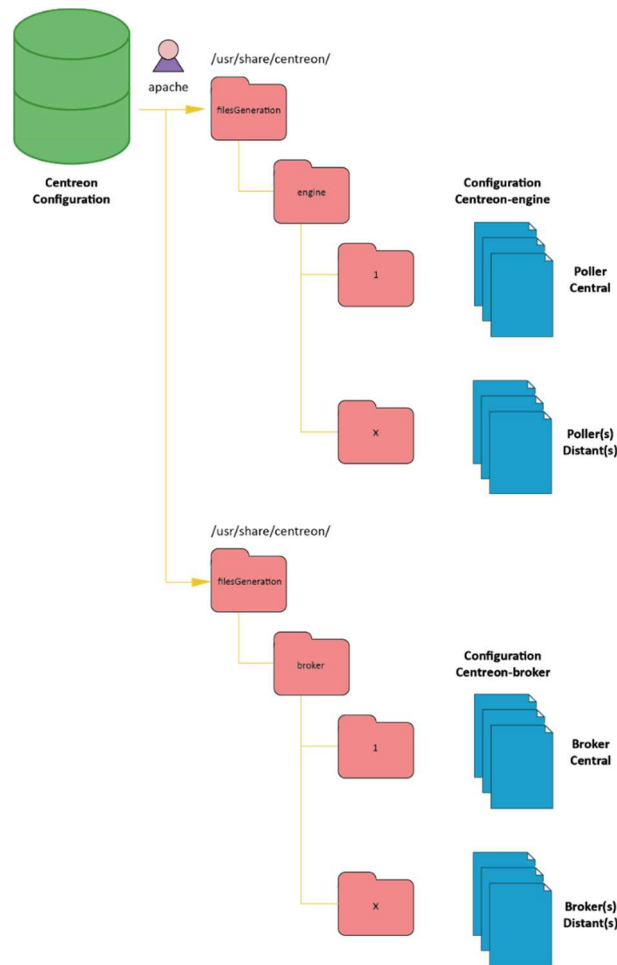 /usr/share/centreon/
apache
filesGeneration
Centreon
Configuration
engine
Configuration
Centreon-engine
1
Poller
Central
X
Poller(s)
Distant(s)
/usr/share/centreon/
filesGeneration
broker
Configuration
Centreon-broker
1
Broker
Central
X
Broker(s)
Distant(s)